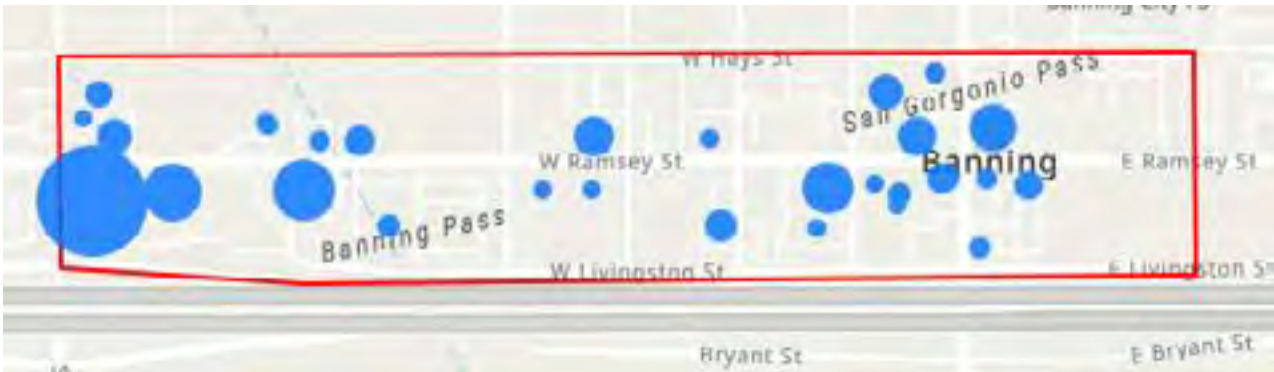 W Hays St
San Gorgonio Pass
W Ramsey St
Banning
E Ramsey St
Banning Pass
W Livingston St
E Livingston
Bryant St
E Bryant St